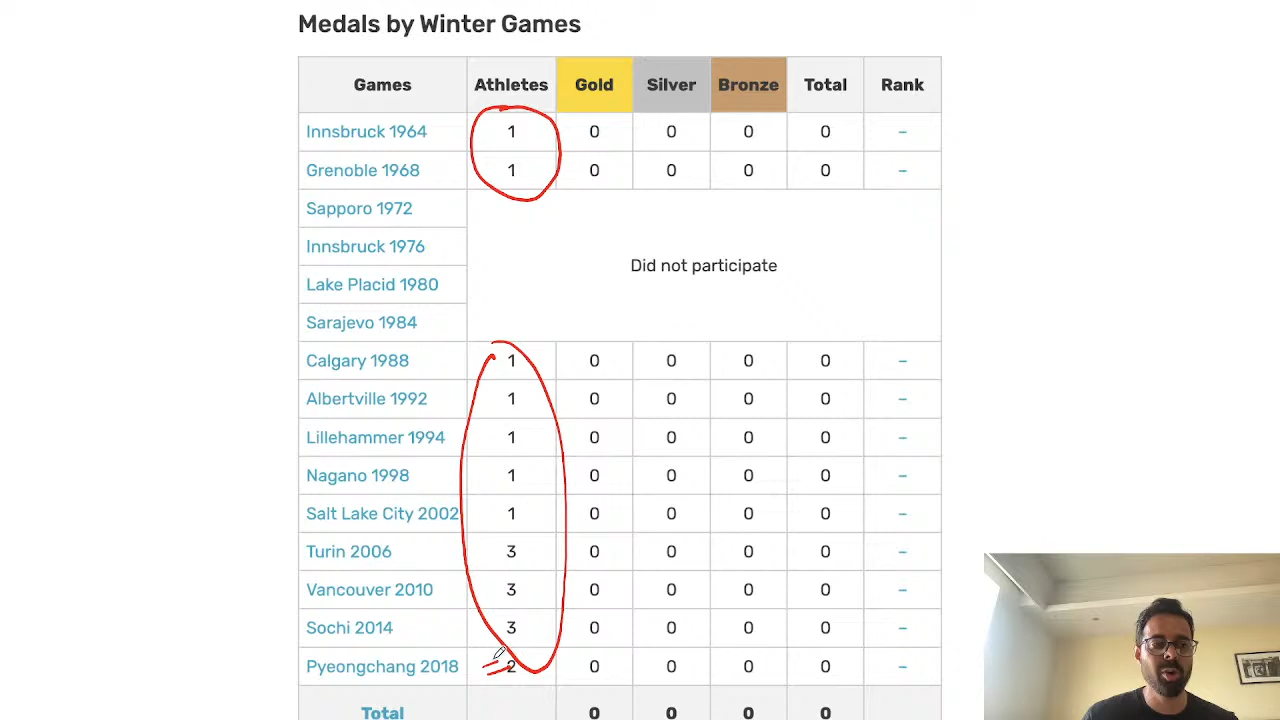 Medals by Winter Games
Games Athletes Gold Silver Bronze Total Rank
Innsbruck 1964 1 0 0 0 0 –
Grenoble 1968 1 0 0 0 0 –
Sapporo 1972
Innsbruck 1976
Did not participate
Lake Placid 1980
Sarajevo 1984
Calgary 1988 1 0 0 0 0 –
Albertville 1992 1 0 0 0 0 –
Lillehammer 1994 1 0 0 0 0 –
Nagano 1998 1 0 0 0 0 –
Salt Lake City 2002 1 0 0 0 0 –
Turin 2006 3 0 0 0 0 –
Vancouver 2010 3 0 0 0 0 –
Sochi 2014 3 0 0 0 0 –
Pyeongchang 2018 2 0 0 0 0 –
Total 0 0 0 0